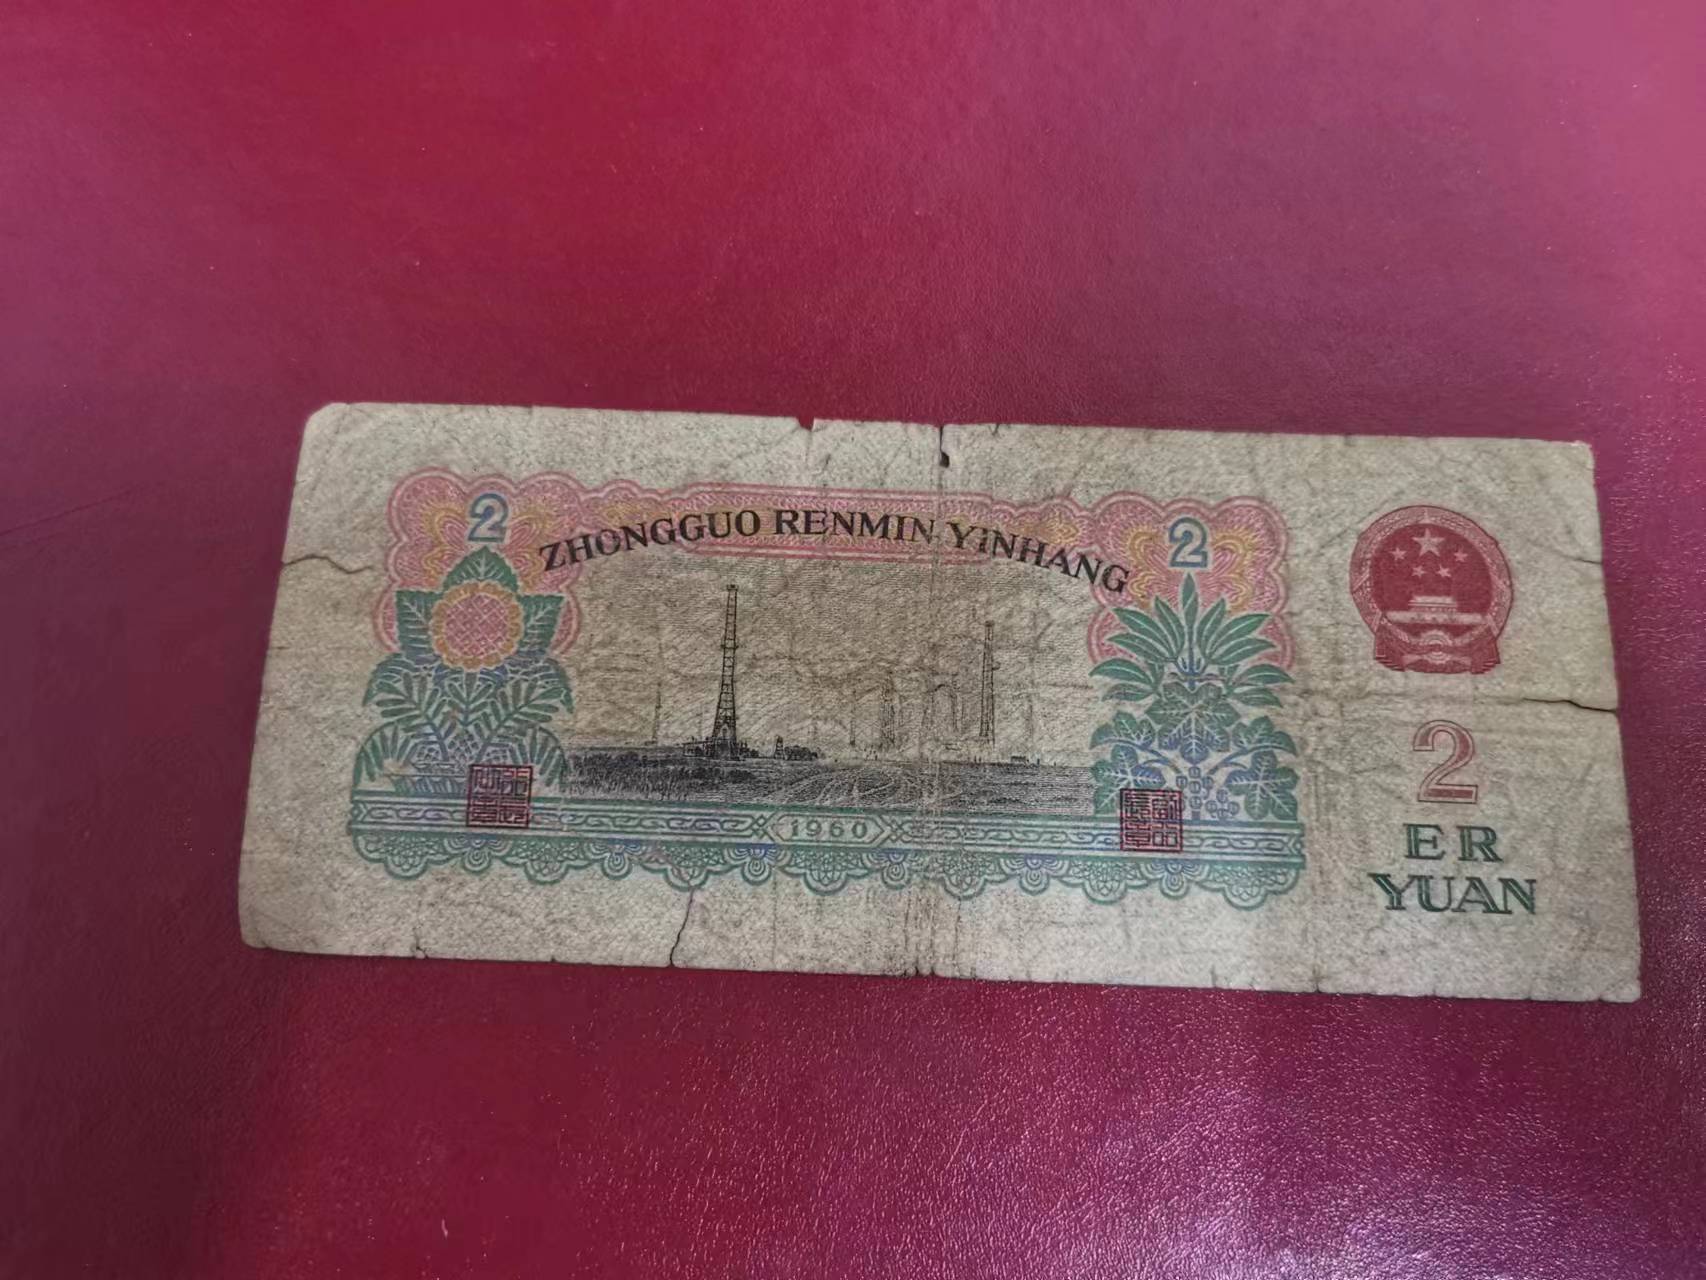 2
2
ZHONGGUO RENMIN YINHANG
1960
2
ER
YUAN